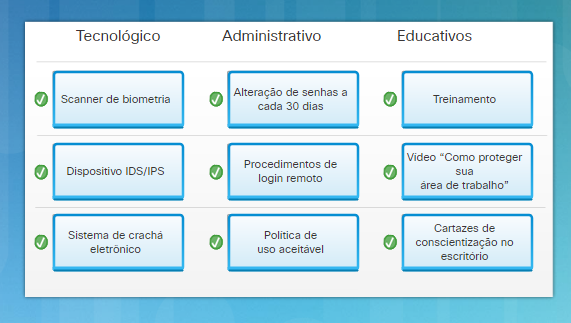 Tecnológico Administrativo Educativos
Scanner de biometria
Alteração de senhas a
cada 30 dias
Treinamento
Dispositivo IDS/IPS
Procedimentos de
login remoto
Vídeo “Como proteger
sua
área de trabalho”
Sistema de crachá
eletrônico
Política de
uso aceitável
Cartazes de
conscientização no
escritório